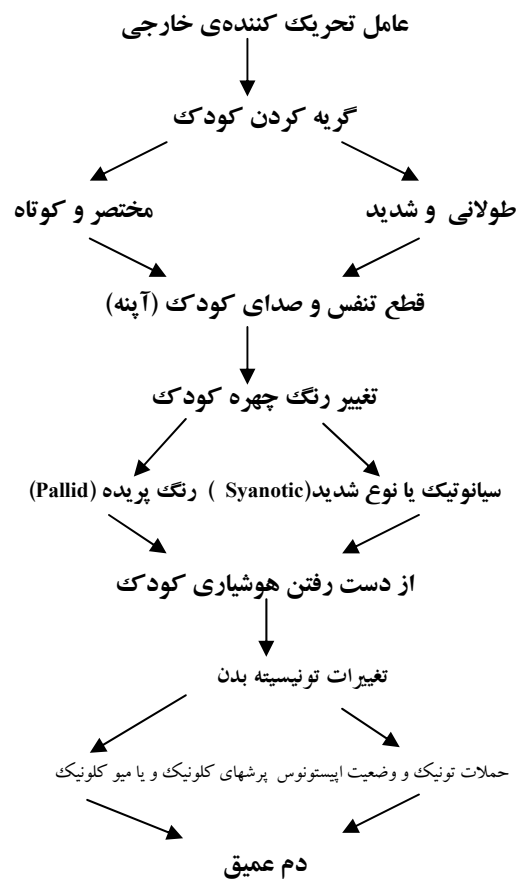 عامل تحریک کننده‌ی خارجی
گریه کردن کودک
طولانی و شدید مختصر و کوتاه
قطع تنفس و صدای کودک (آپنه)
تغییر رنگ چهره کودک
سیانوتیک یا نوع شدید(Syanotic ) رنگ پریده (Pallid)
از دست رفتن هوشیاری کودک
تغییرات تونیسیته بدن
حملات تونیک و وضعیت اپیستونوس پرشهای کلونیک و یا میو کلونیک
دم عمیق